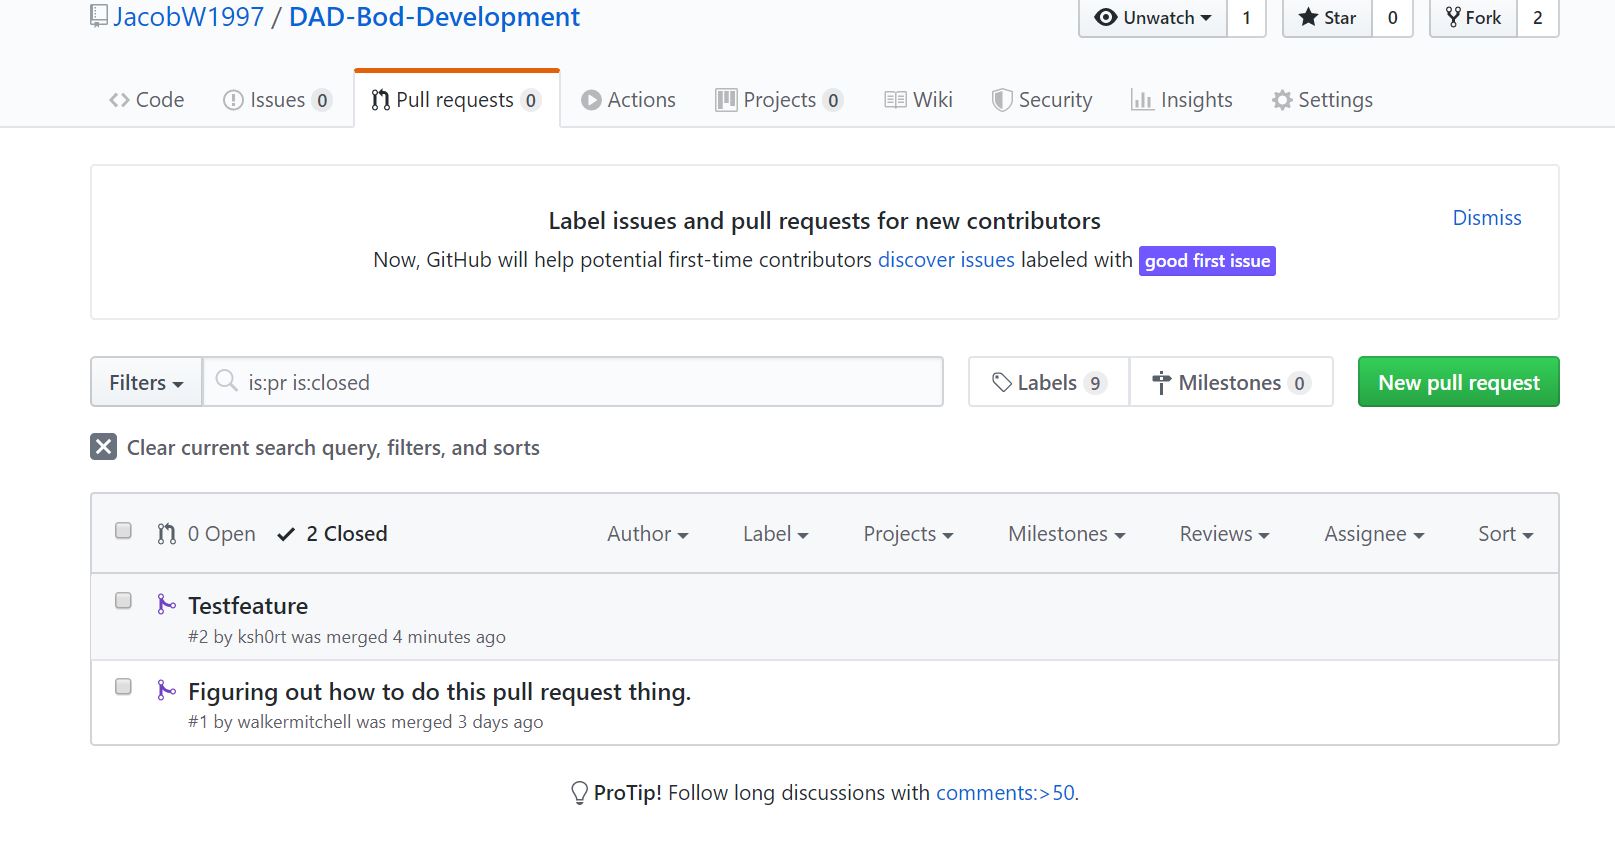 JacobW1997 / DAD-Bod-Development
Unwatch 1 Star 0 Fork 2
Code Issues 0 Pull requests 0 Actions Projects 0 Wiki Security Insights Settings
Label issues and pull requests for new contributors
Dismiss
Now, GitHub will help potential first-time contributors discover issues labeled with good first issue
Filters is:pr is:closed Labels 9 Milestones 0 New pull request
Clear current search query, filters, and sorts
0 Open 2 Closed Author Label Projects Milestones Reviews Assignee Sort
Testfeature
#2 by ksh0rt was merged 4 minutes ago
Figuring out how to do this pull request thing.
#1 by walkermitchell was merged 3 days ago
ProTip! Follow long discussions with comments:>50.